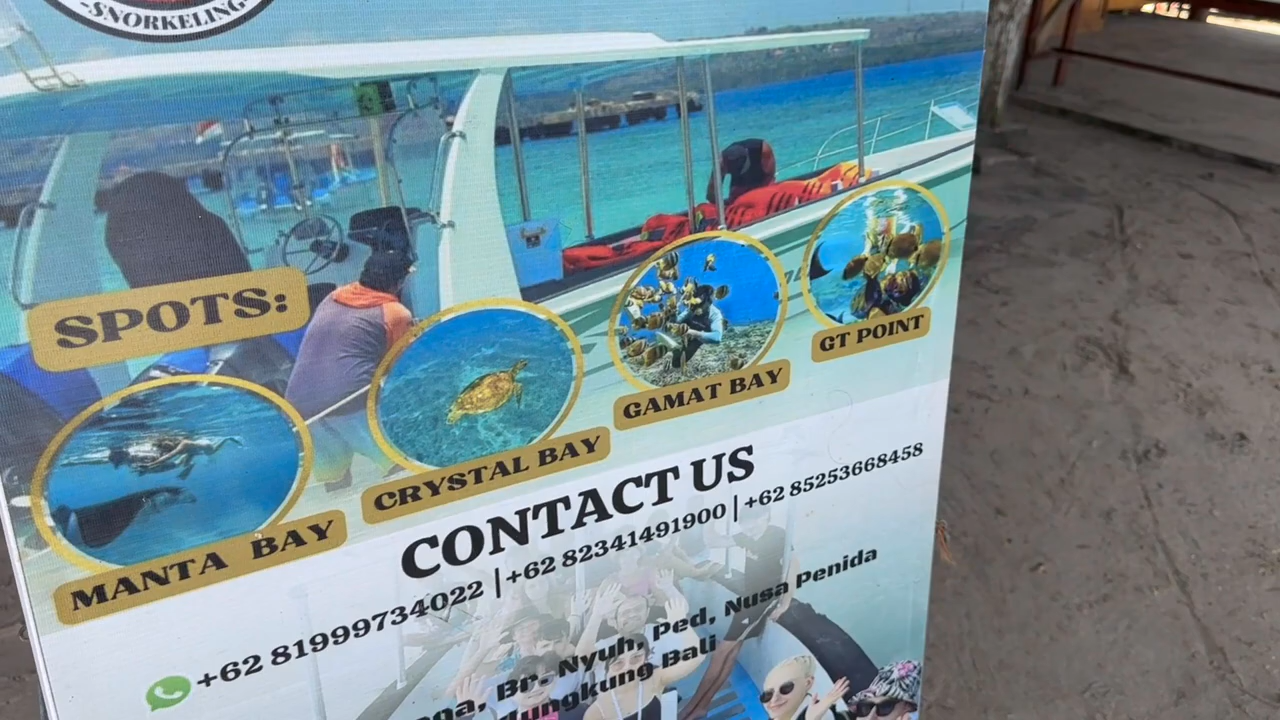 -SNORKELING-
SPOTS:
MANTA BAY
CRYSTAL BAY
GAMAT BAY
GT POINT
CONTACT US
+62 81999734022 | +62 82341491900 | +62 85253668458
Br. Nyuh, Ped, Nusa Penida
Bali